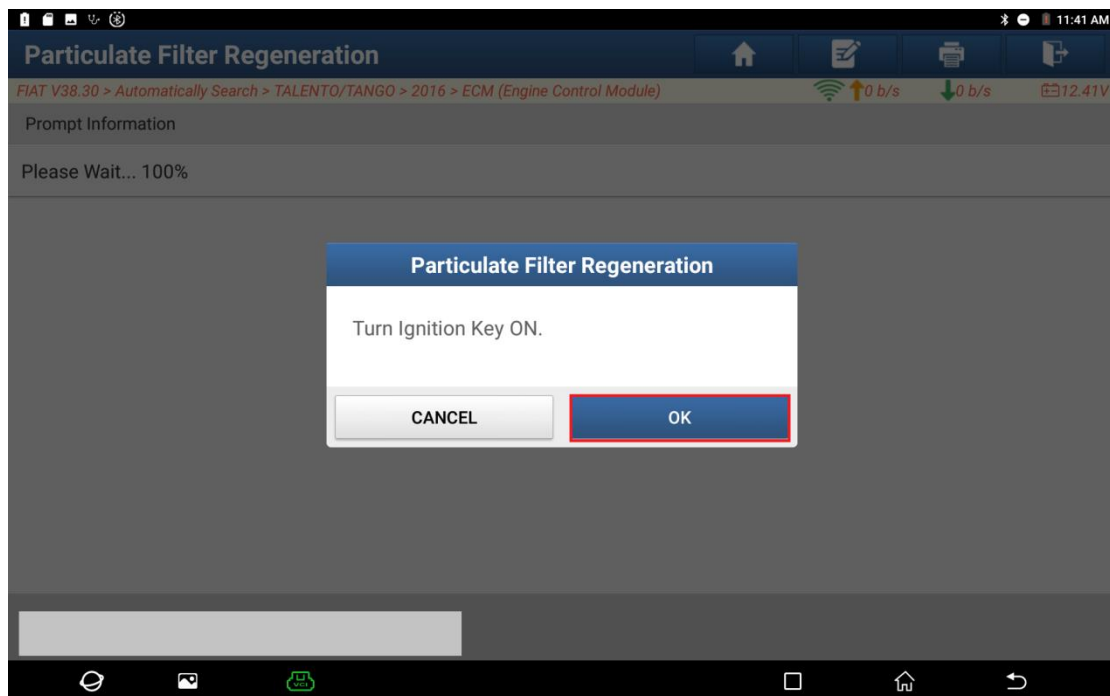 11:41 AM
Particulate Filter Regeneration
FIAT V38.30 > Automatically Search > TALENTO/TANGO > 2016 > ECM (Engine Control Module) 0 b/s 0 b/s 12.41V
Prompt Information
Please Wait... 100%
Particulate Filter Regeneration
Turn Ignition Key ON.
CANCEL OK
VCI